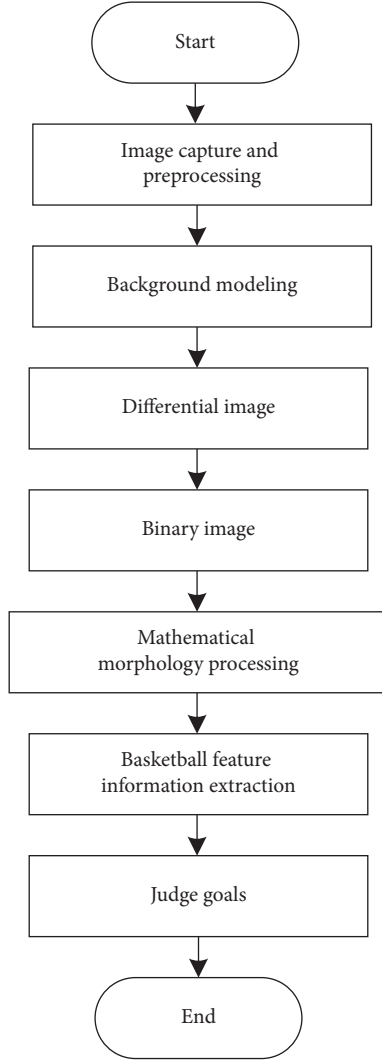 Start
Image capture and
preprocessing
Background modeling
Differential image
Binary image
Mathematical
morphology processing
Basketball feature
information extraction
Judge goals
End